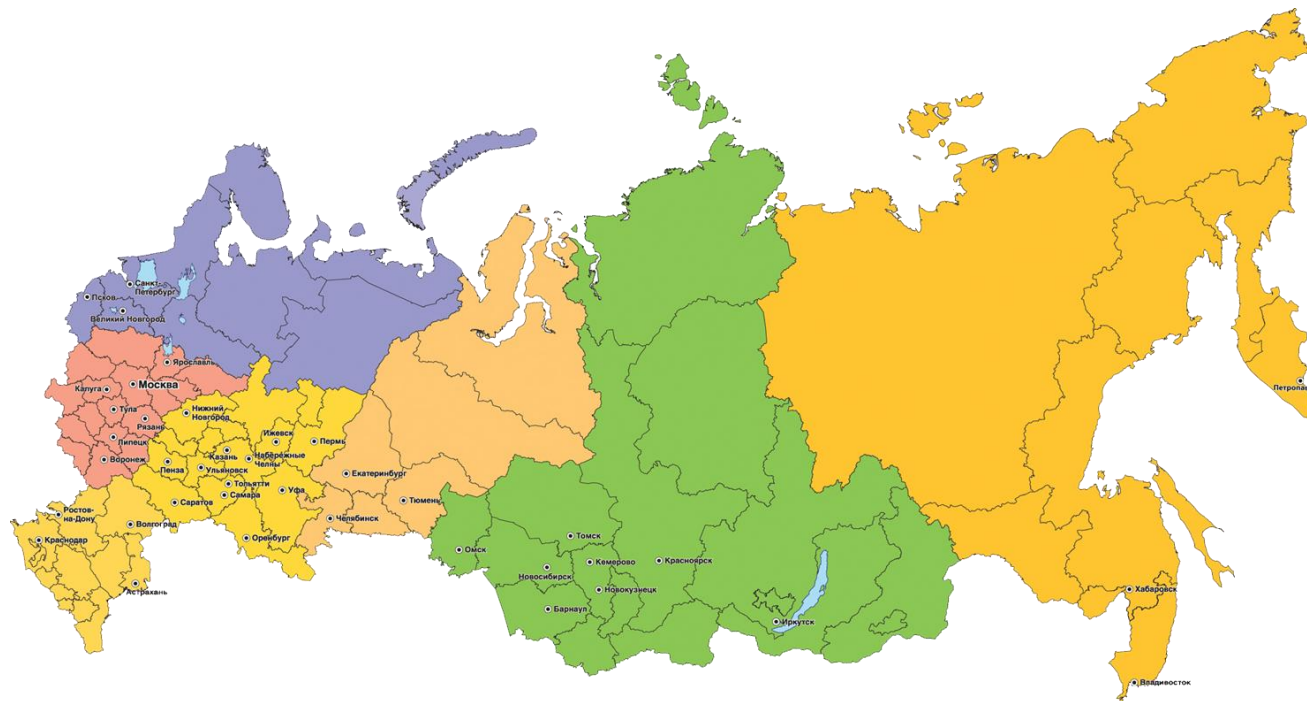 Санкт-
Петербург
Псков
Великий Новгород
Ярославль
Москва
Калуга
Тула
Рязань
Липецк
Воронеж
Нижний
Новгород
Ижевск
Пермь
Казань
Набережные
Челны
Пенза
Ульяновск
Тольятти
Самара
Уфа
Саратов
Оренбург
Екатеринбург
Тюмень
Челябинск
Ростов-
на-Дону
Волгоград
Краснодар
Астрахань
Омск
Томск
Кемерово
Красноярск
Новосибирск
Новокузнецк
Барнаул
Иркутск
Петропав
Хабаровск
Владивосток